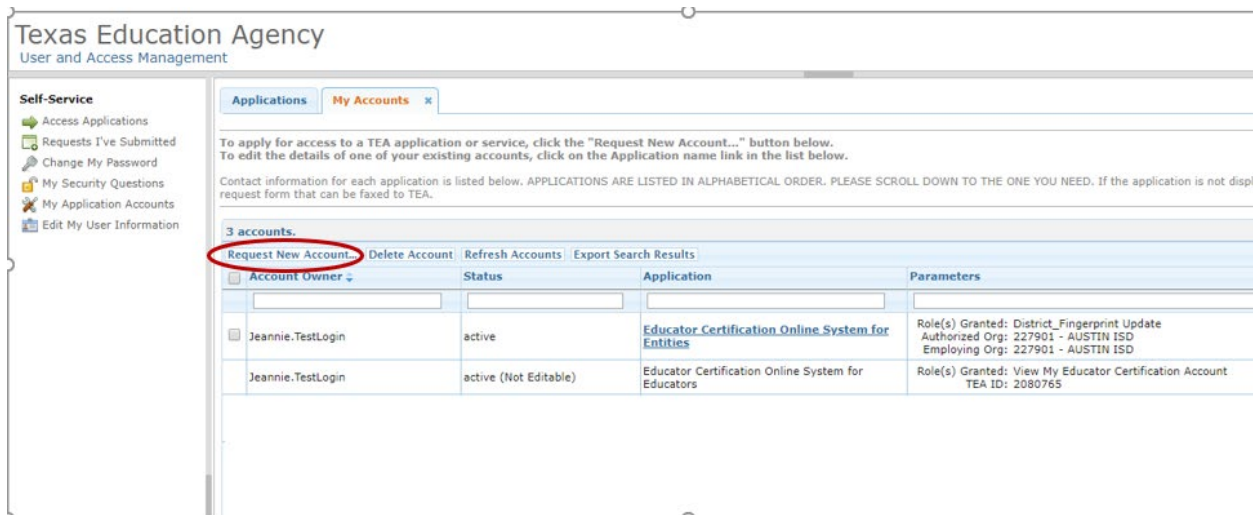 Texas Education Agency
User and Access Management
Self-Service
Access Applications
Requests I've Submitted
Change My Password
My Security Questions
My Application Accounts
Edit My User Information
Applications
My Accounts x
To apply for access to a TEA application or service, click the "Request New Account..." button below.
To edit the details of one of your existing accounts, click on the Application name link in the list below.
Contact information for each application is listed below. APPLICATIONS ARE LISTED IN ALPHABETICAL ORDER. PLEASE SCROLL DOWN TO THE ONE YOU NEED. If the application is not displ
request form that can be faxed to TEA.
3 accounts.
Request New Account... Delete Account Refresh Accounts Export Search Results
Account Owner Status Application Parameters
Jeannie.TestLogin
active
Educator Certification Online System for
Entities
Role(s) Granted: District_Fingerprint Update
Authorized Org: 227901 - AUSTIN ISD
Employing Org: 227901 - AUSTIN ISD
Jeannie.TestLogin
active (Not Editable)
Educator Certification Online System for
Educators
Role(s) Granted: View My Educator Certification Account
TEA ID: 2080765